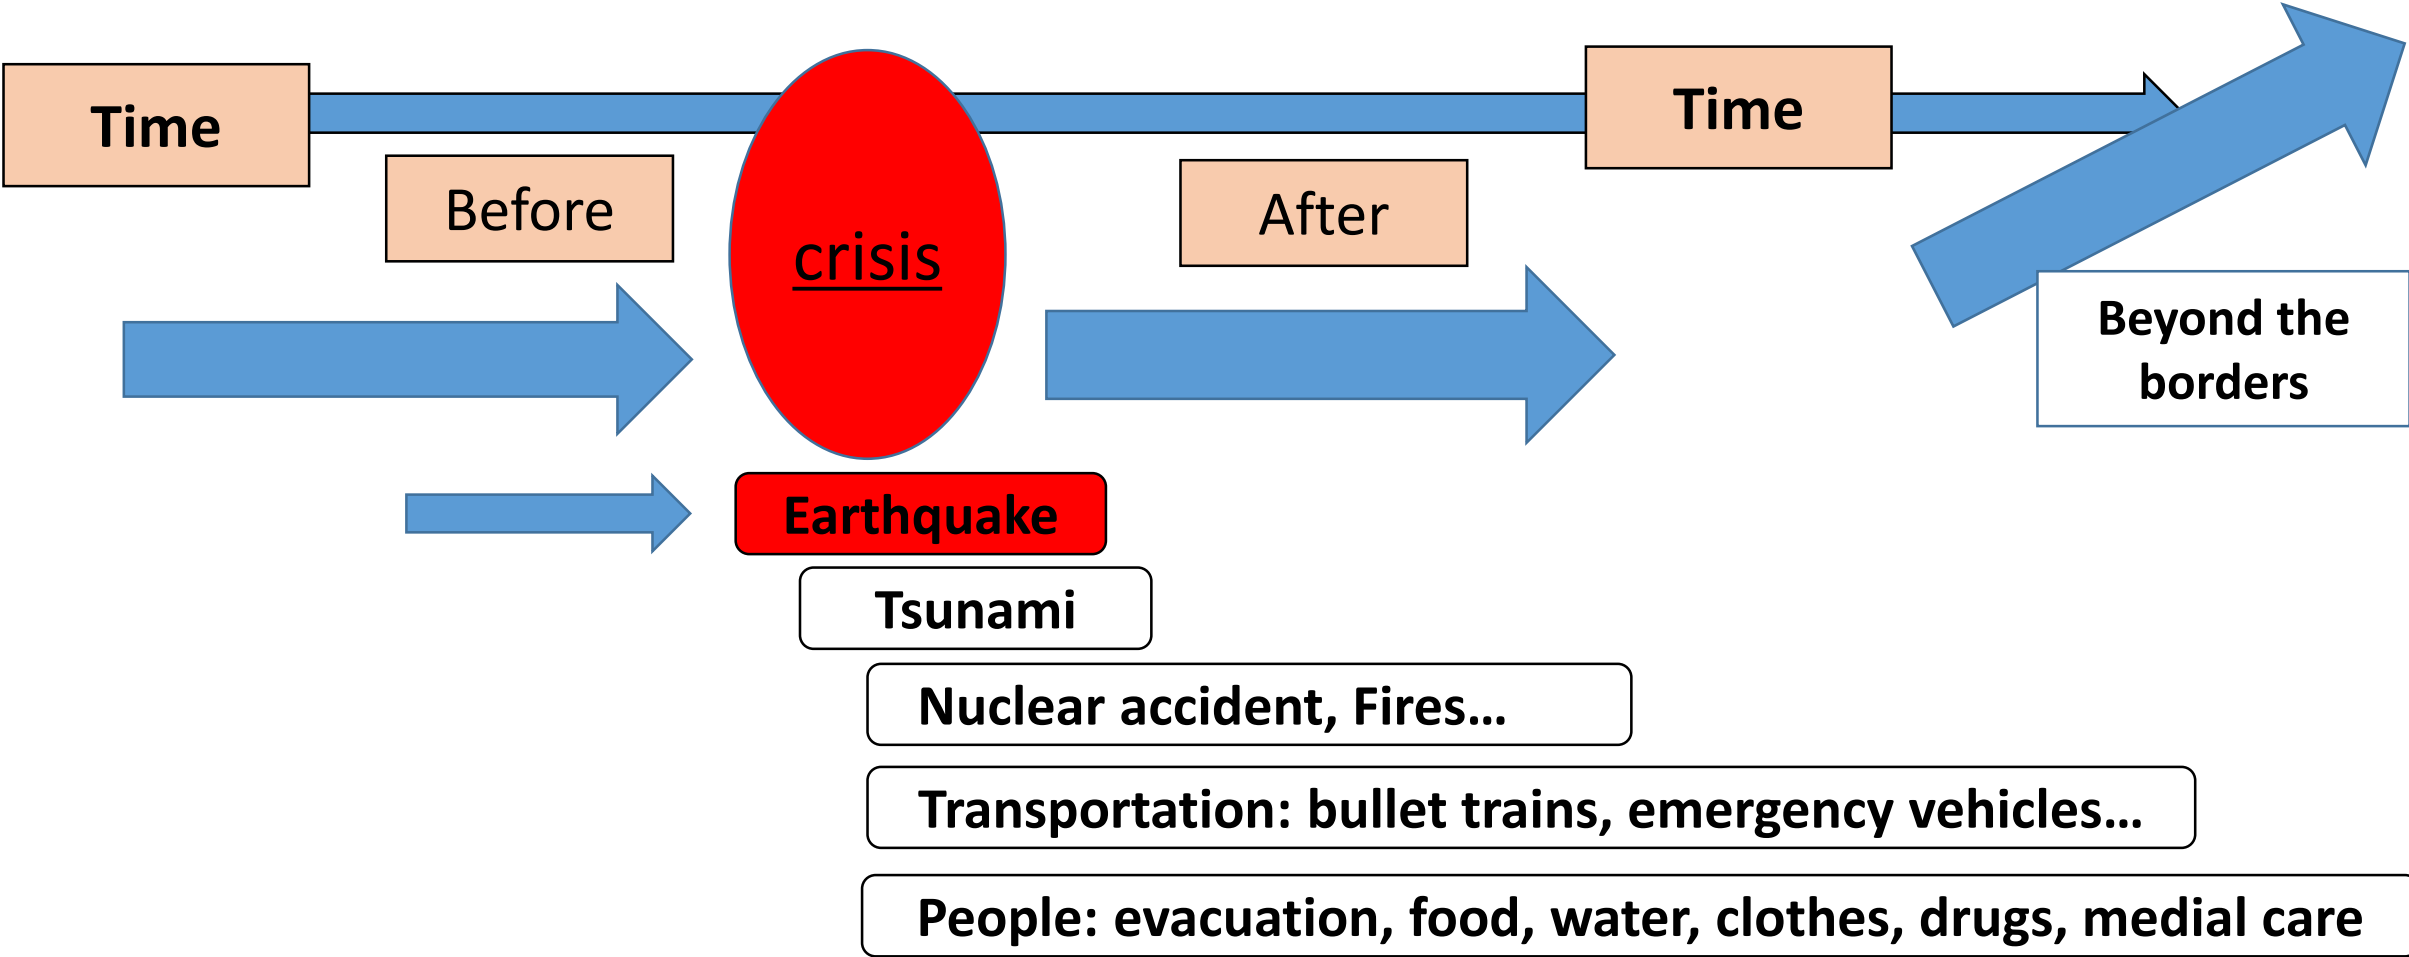 Time
Time
Before
After
crisis
Beyond the
borders
Earthquake
Tsunami
Nuclear accident, Fires...
Transportation: bullet trains, emergency vehicles...
People: evacuation, food, water, clothes, drugs, medial care